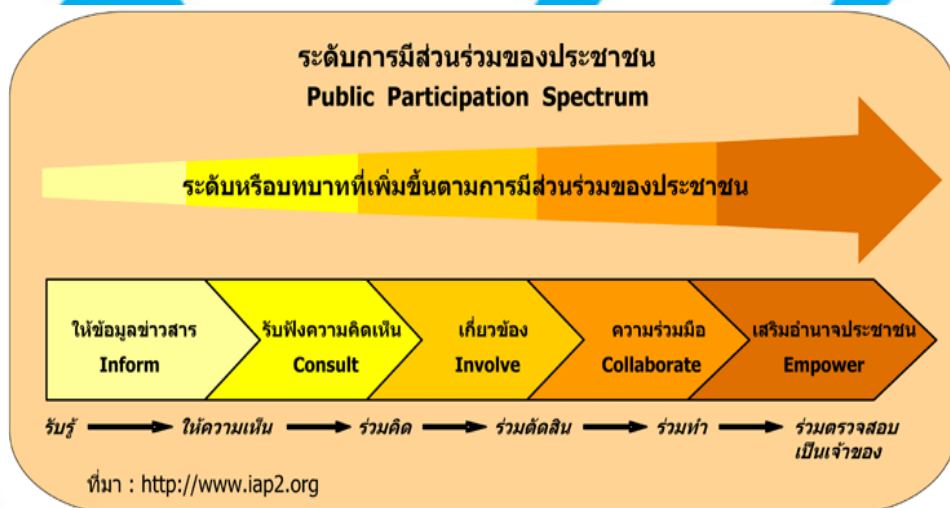 ระดับการมีส่วนร่วมของประชาชน
Public Participation Spectrum
ระดับหรือบทบาทที่เพิ่มขึ้นตามการมีส่วนร่วมของประชาชน
ให้ข้อมูลข่าวสาร
Inform
รับฟังความคิดเห็น
Consult
เกี่ยวข้อง
Involve
ความร่วมมือ
Collaborate
เสริมอำนาจประชาชน
Empower
รับรู้
ให้ความเห็น
ร่วมคิด
ร่วมตัดสิน
ร่วมทำ
ร่วมตรวจสอบ
เป็นเจ้าของ
ที่มา : http://www.iap2.org